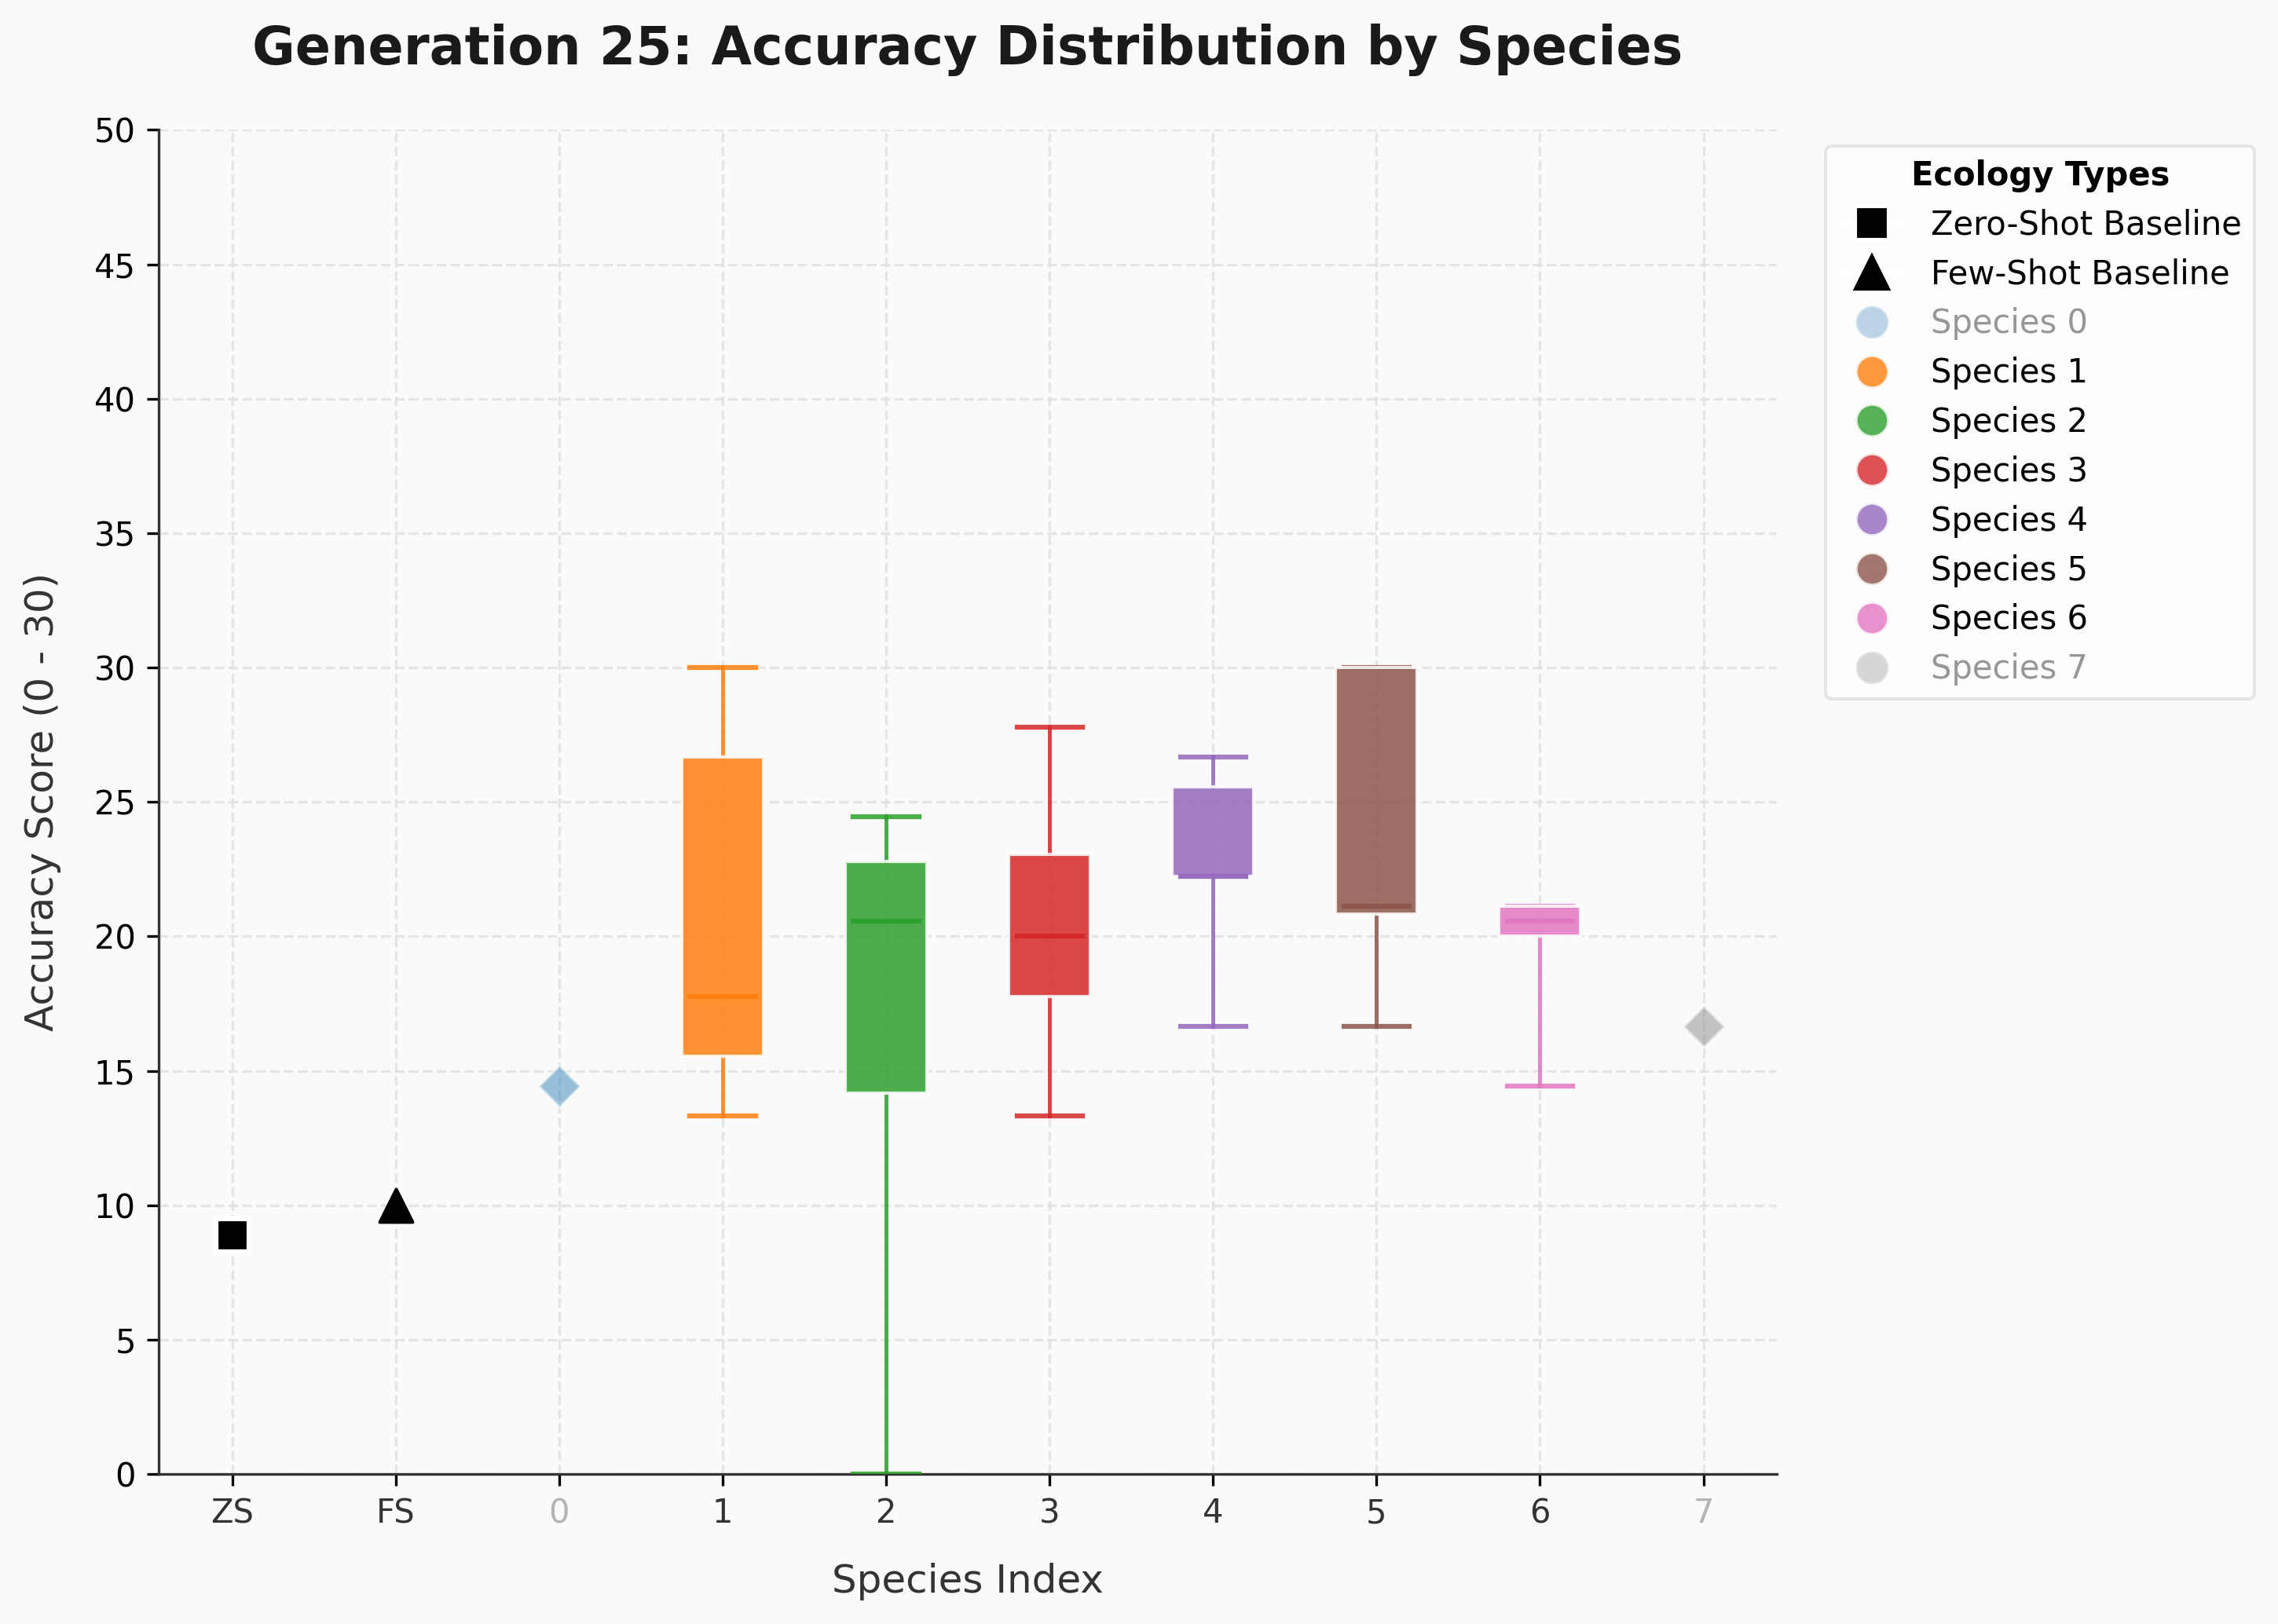 Generation 25: Accuracy Distribution by Species
Accuracy Score (0 - 30)
50
45
40
35
30
25
20
15
10
5
0
ZS FS 0 1 2 3 4 5 6 7
Species Index
Ecology Types
Zero-Shot Baseline
Few-Shot Baseline
Species 0
Species 1
Species 2
Species 3
Species 4
Species 5
Species 6
Species 7